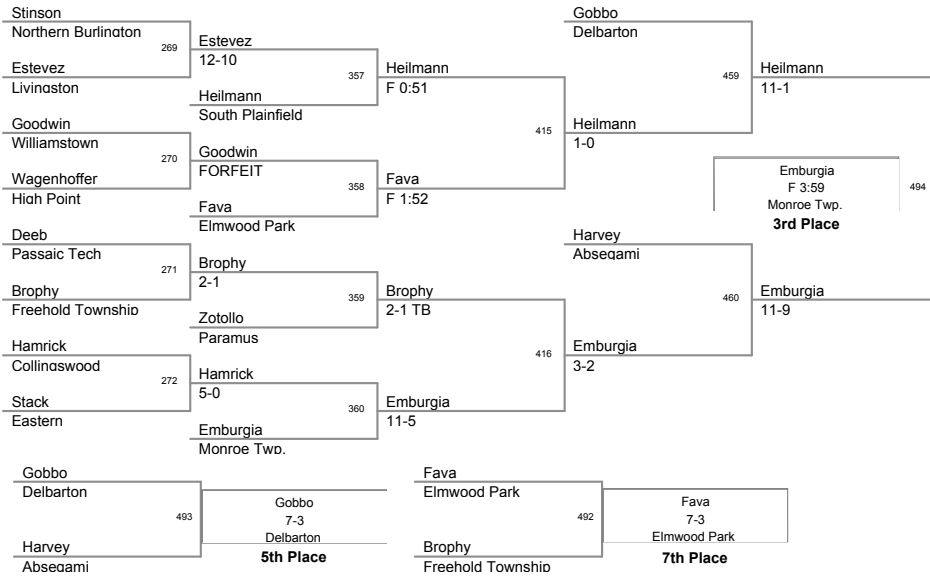 Stinson
Northern Burlington
269
Estevez
Livingston
Estevez
12-10
357
Heilmann
South Plainfield
Heilmann
F 0:51
Goodwin
Williamstown
270
Wagenhoffer
High Point
Goodwin
FORFEIT
358
Fava
Elmwood Park
Fava
F 1:52
415
Heilmann
1-0
Gobbo
Delbarton
459
Heilmann
11-1
Emburgia
F 3:59
Monroe Twp.
3rd Place
494
Deeb
Passaic Tech
271
Brophy
Freehold Township
Brophy
2-1
359
Zotollo
Paramus
Brophy
2-1 TB
Hamrick
Collingswood
272
Stack
Eastern
Hamrick
5-0
360
Emburgia
Monroe Twp.
Emburgia
11-5
416
Emburgia
3-2
Harvey
Absegami
460
Emburgia
11-9
Gobbo
Delbarton
493
Harvey
Absegami
Gobbo
7-3
Delbarton
5th Place
Fava
Elmwood Park
492
Brophy
Freehold Township
Fava
7-3
Elmwood Park
7th Place